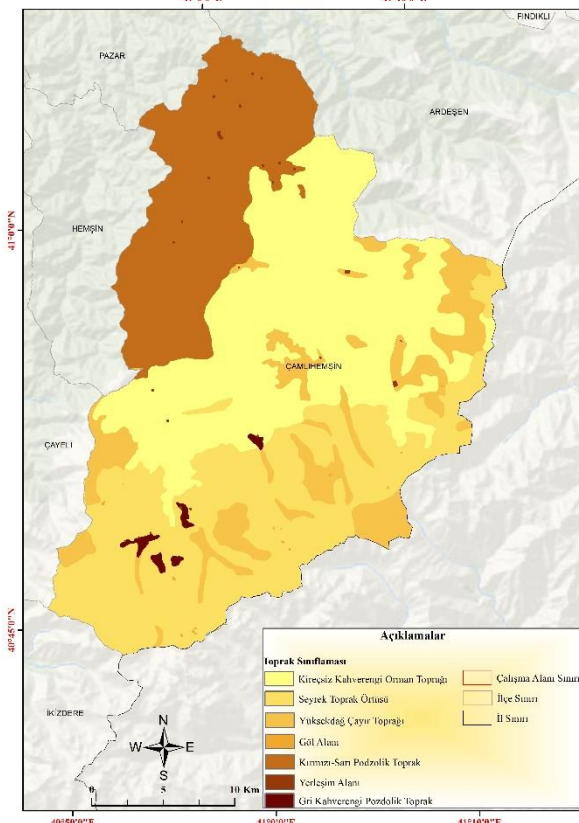 FINDIKLI
PAZAR
ARDEŞEN
41°0'0"N
HEMŞİN
ÇAMLIHEMŞİN
ÇAYELİ
40°45'0"N
İKİZDERE
N
W E
S
0 5 10 Km
Açıklamalar
Toprak Sınıflaması
Kireçsiz Kahverengi Orman Toprağı
Seyrek Toprak Örtüsü
Yüksekdağ Çayır Toprağı
Göl Alanı
Kırmızı-Sarı Podzolik Toprak
Yerleşim Alanı
Gri Kahverengi Pozdolik Toprak
Çalışma Alanı Sınırı
İlçe Sınırı
İl Sınırı